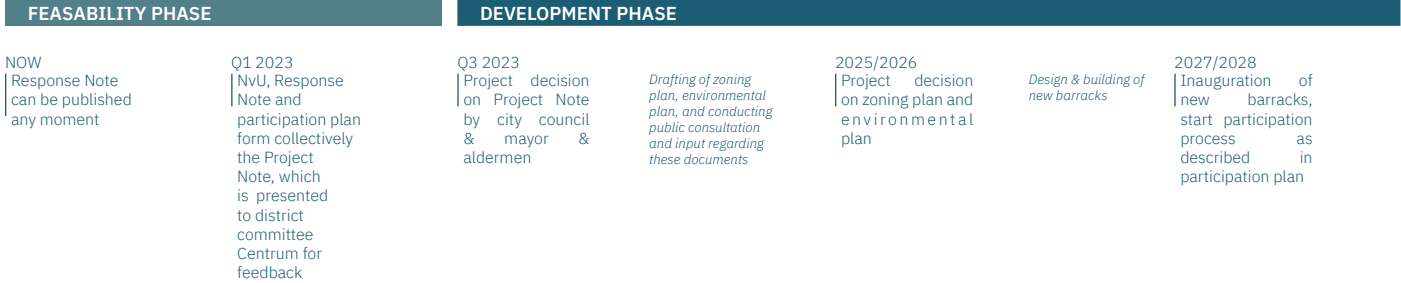 FEASABILITY PHASE
DEVELOPMENT PHASE
NOW
Response Note
can be published
any moment
Q1 2023
NvU, Response
Note and
participation plan
form collectively
the Project
Note, which
is presented
to district
committee
Centrum for
feedback
Q3 2023
Project decision
on Project Note
by city council
& mayor &
aldermen
Drafting of zoning
plan, environmental
plan, and conducting
public consultation
and input regarding
these documents
2025/2026
Project decision
on zoning plan and
environmental
plan
Design & building of
new barracks
2027/2028
Inauguration of
new barracks,
start participation
process as
described in
participation plan